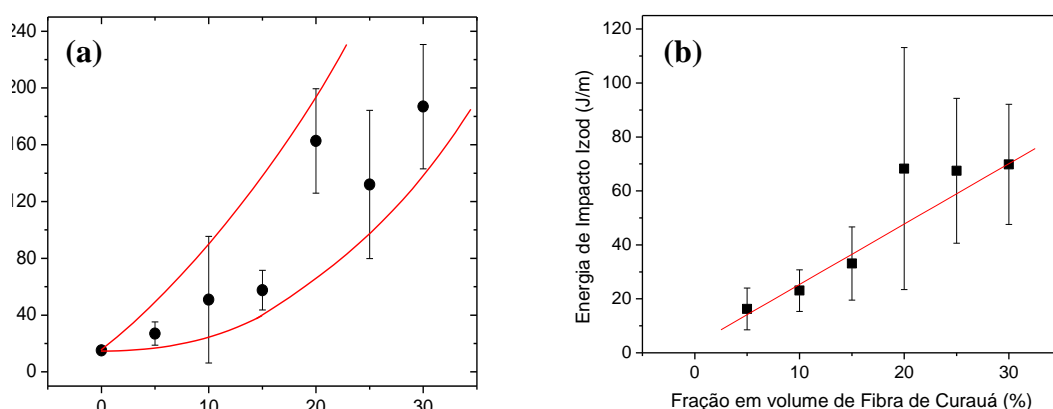 (a)
240
200
160
120
80
40
0
0 10 20 30
(b)
Energia de Impacto Izod (J/m)
120
100
80
60
40
20
0
0 10 20 30
Fração em volume de Fibra de Curauá (%)